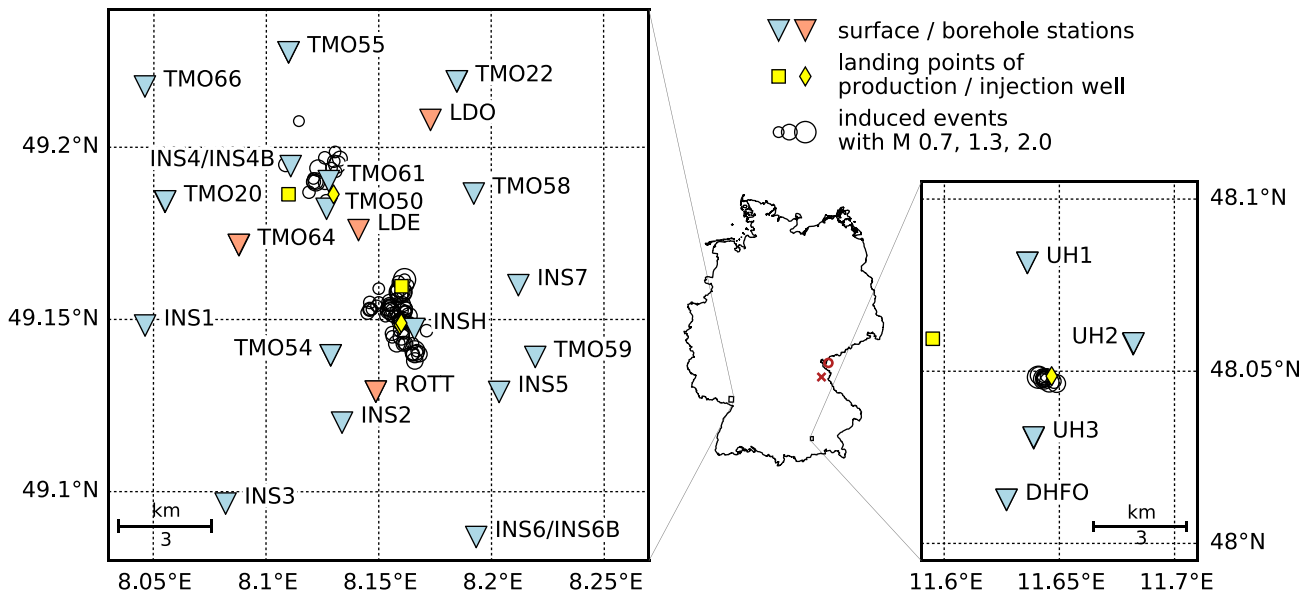 TMO55
TMO66
TMO22
LDO
49.2°N
INS4/INS4B
TMO61
TMO20
TMO50
TMO58
TMO64
LDE
INS7
49.15°N
INS1
INSH
TMO54
TMO59
ROTT
INS5
INS2
49.1°N
INS3
km
3
INS6/INS6B
8.05°E
8.1°E
8.15°E
8.2°E
8.25°E
surface / borehole stations
landing points of
production / injection well
induced events
with M 0.7, 1.3, 2.0
48.1°N
UH1
UH2
48.05°N
UH3
DHFO
km
3
48°N
11.6°E
11.65°E
11.7°E